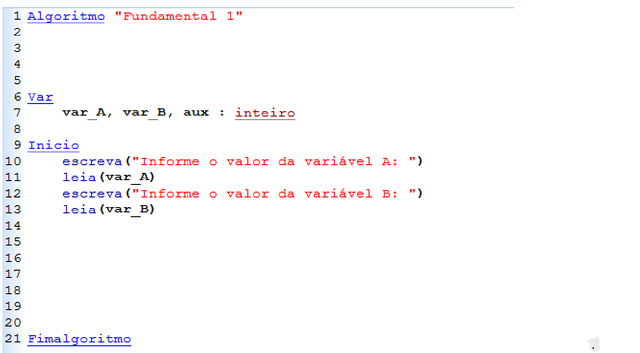 1 Algoritmo "Fundamental 1"
2
3
4
5
6 Var
7 var_A, var_B, aux : inteiro
8
9 Inicio
10 escreva("Informe o valor da variável A: ")
11 leia(var_A)
12 escreva("Informe o valor da variável B: ")
13 leia(var_B)
14
15
16
17
18
19
20
21 Fimalgoritmo